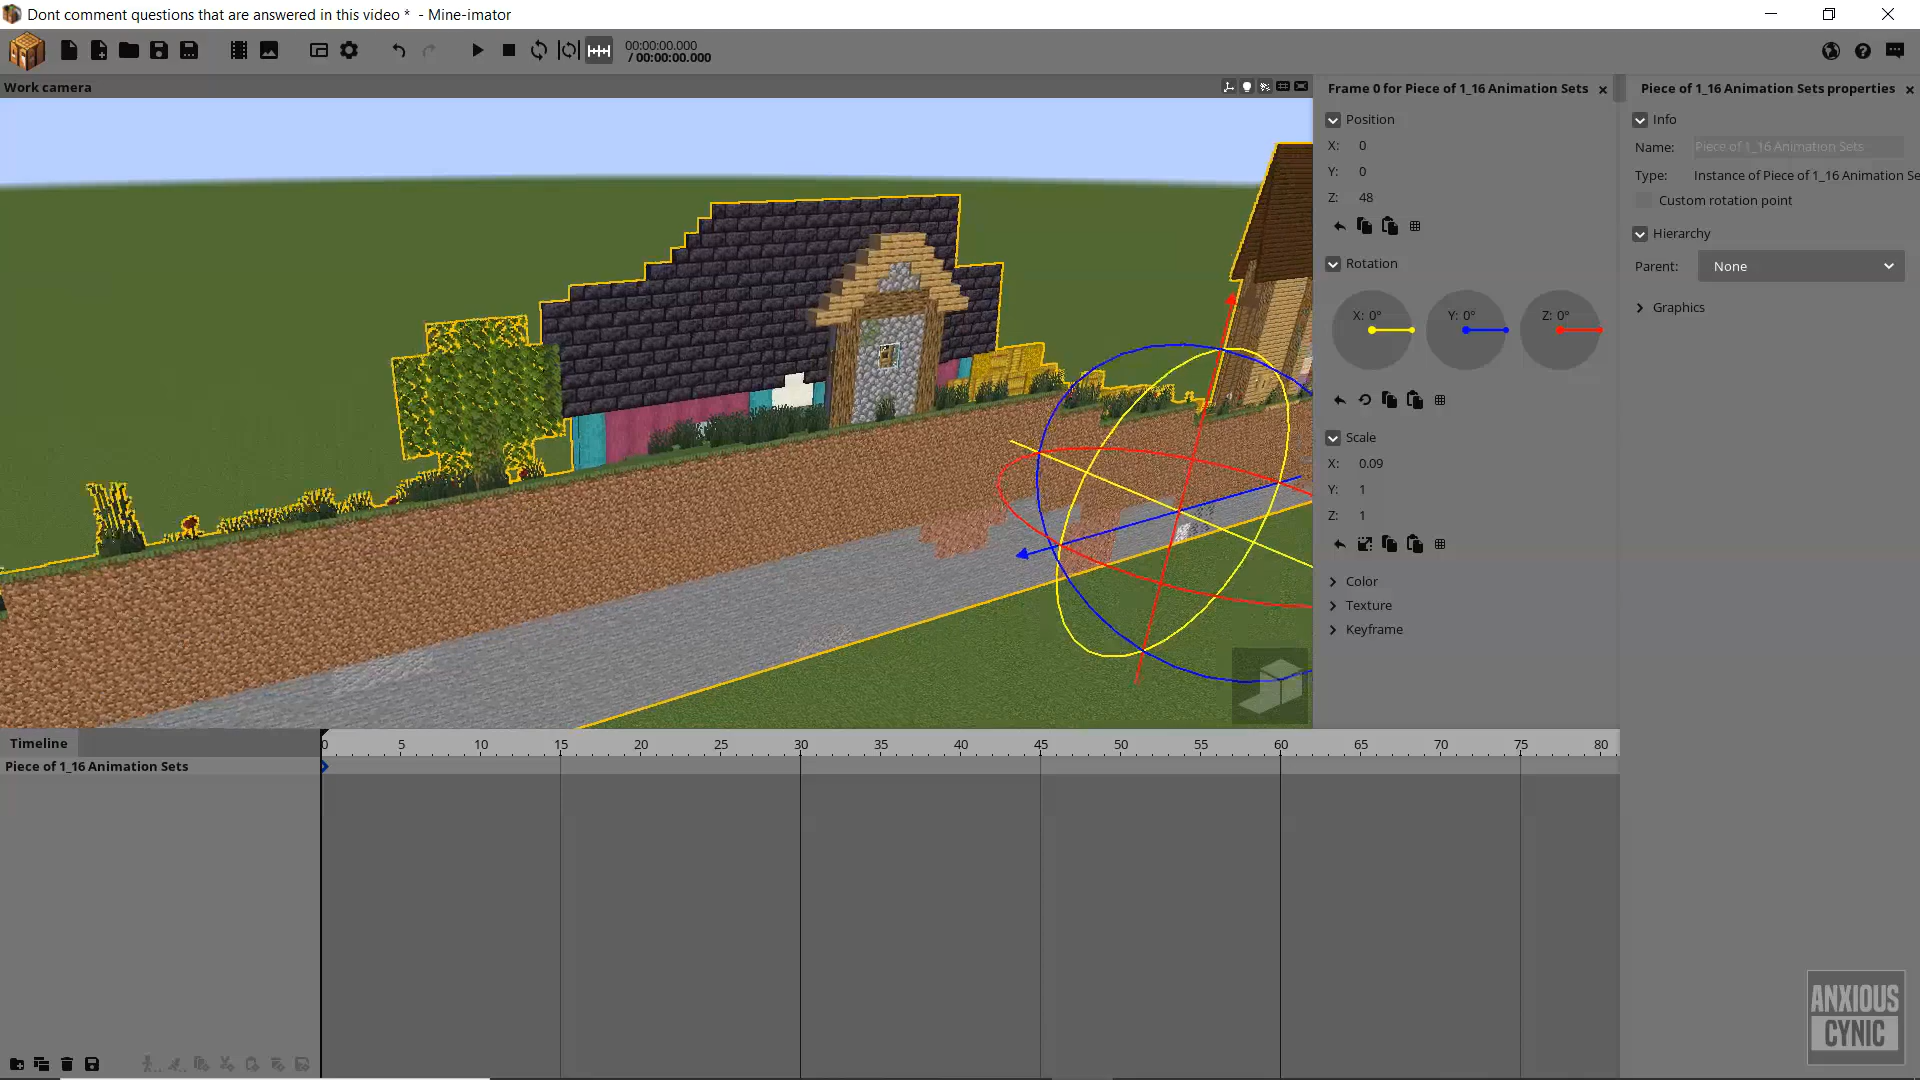 Dont comment questions that are answered in this video * - Mine-imator
00:00:00.000
/ 00:00:00.000
Work camera
Frame 0 for Piece of 1_16 Animation Sets
Position
X: 0
Y: 0
Z: 48
Rotation
X: 0° Y: 0° Z: 0°
Scale
X: 0.09
Y: 1
Z: 1
Color
Texture
Keyframe
Piece of 1_16 Animation Sets properties
Info
Name: Piece of 1_16 Animation Sets
Type: Instance of Piece of 1_16 Animation Se
Custom rotation point
Hierarchy
Parent: None
Graphics
Timeline
0 5 10 15 20 25 30 35 40 45 50 55 60 65 70 75 80
Piece of 1_16 Animation Sets
ANXIOUS
CYNIC